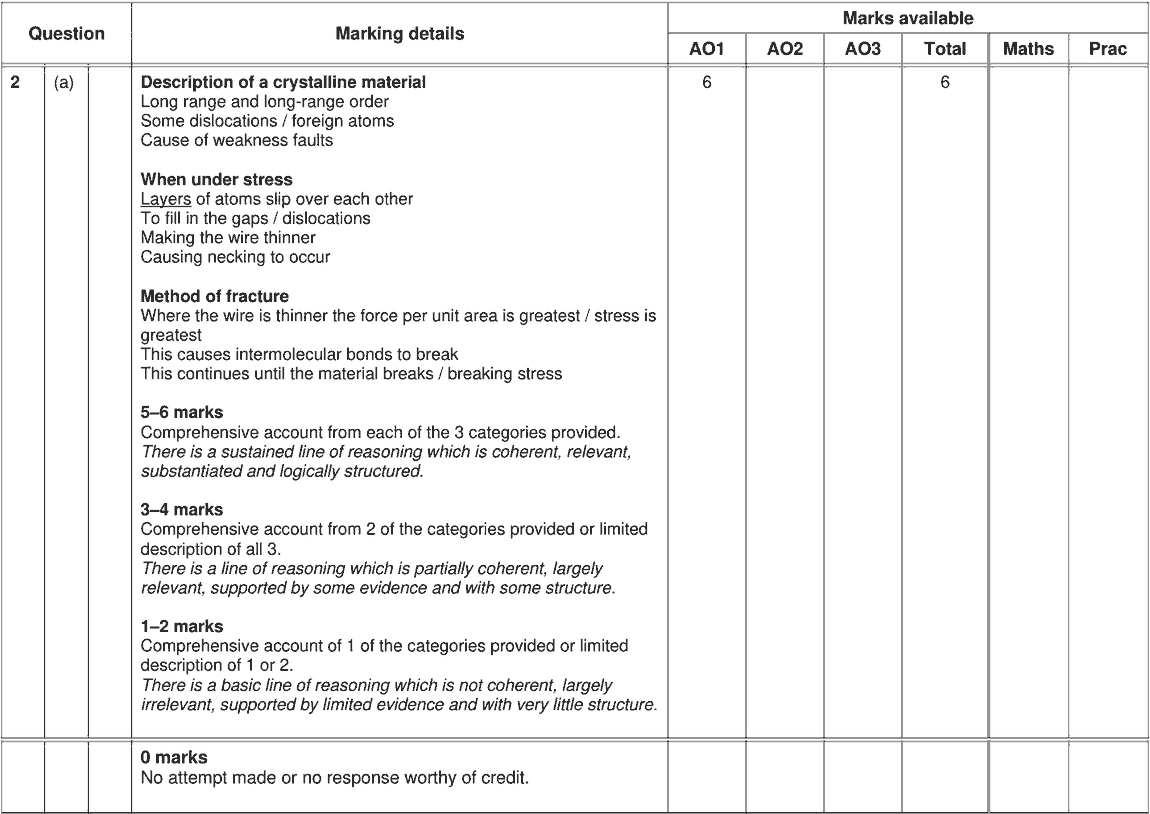 Question Marking details Marks available
AO1 AO2 AO3 Total Maths Prac
2 (a) Description of a crystalline material 6 6
Long range and long-range order
Some dislocations / foreign atoms
Cause of weakness faults
When under stress
Layers of atoms slip over each other
To fill in the gaps / dislocations
Making the wire thinner
Causing necking to occur
Method of fracture
Where the wire is thinner the force per unit area is greatest / stress is
greatest
This causes intermolecular bonds to break
This continues until the material breaks / breaking stress
5–6 marks
Comprehensive account from each of the 3 categories provided.
There is a sustained line of reasoning which is coherent, relevant,
substantiated and logically structured.
3–4 marks
Comprehensive account from 2 of the categories provided or limited
description of all 3.
There is a line of reasoning which is partially coherent, largely
relevant, supported by some evidence and with some structure.
1–2 marks
Comprehensive account of 1 of the categories provided or limited
description of 1 or 2.
There is a basic line of reasoning which is not coherent, largely
irrelevant, supported by limited evidence and with very little structure.
0 marks
No attempt made or no response worthy of credit.